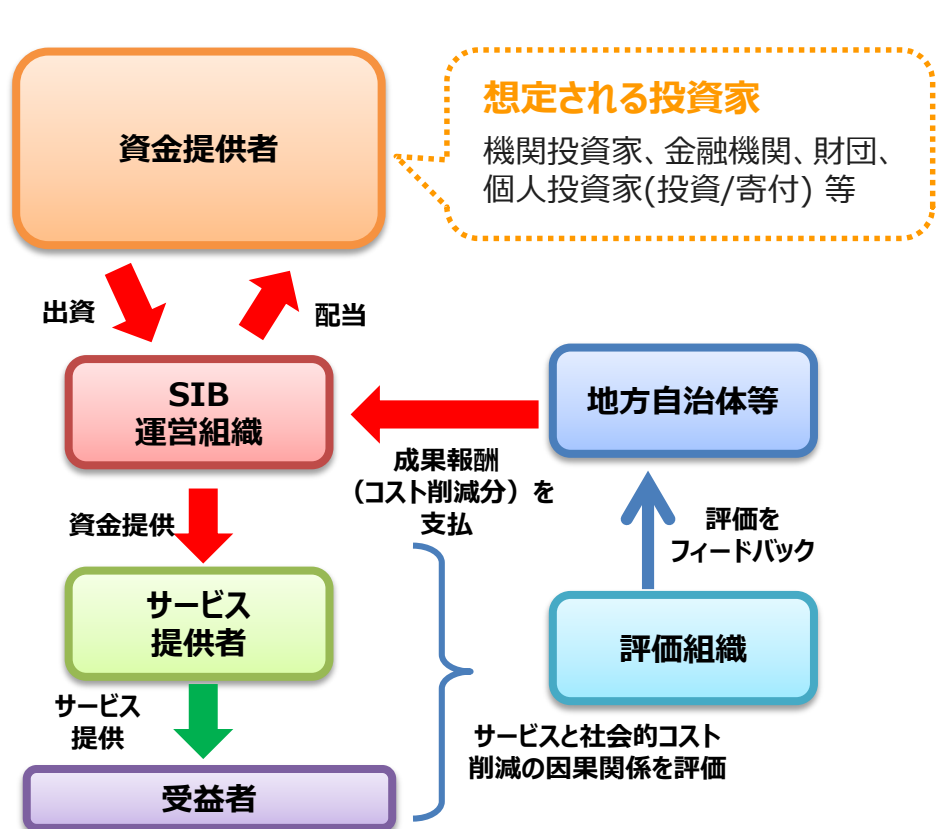 資金提供者
想定される投資家
機関投資家、金融機関、財団、
個人投資家(投資/寄付) 等
出資
配当
SIB
運営組織
地方自治体等
成果報酬
（コスト削減分）を
支払
資金提供
評価を
フィードバック
サービス
提供者
評価組織
サービス
提供
サービスと社会的コスト
削減の因果関係を評価
受益者